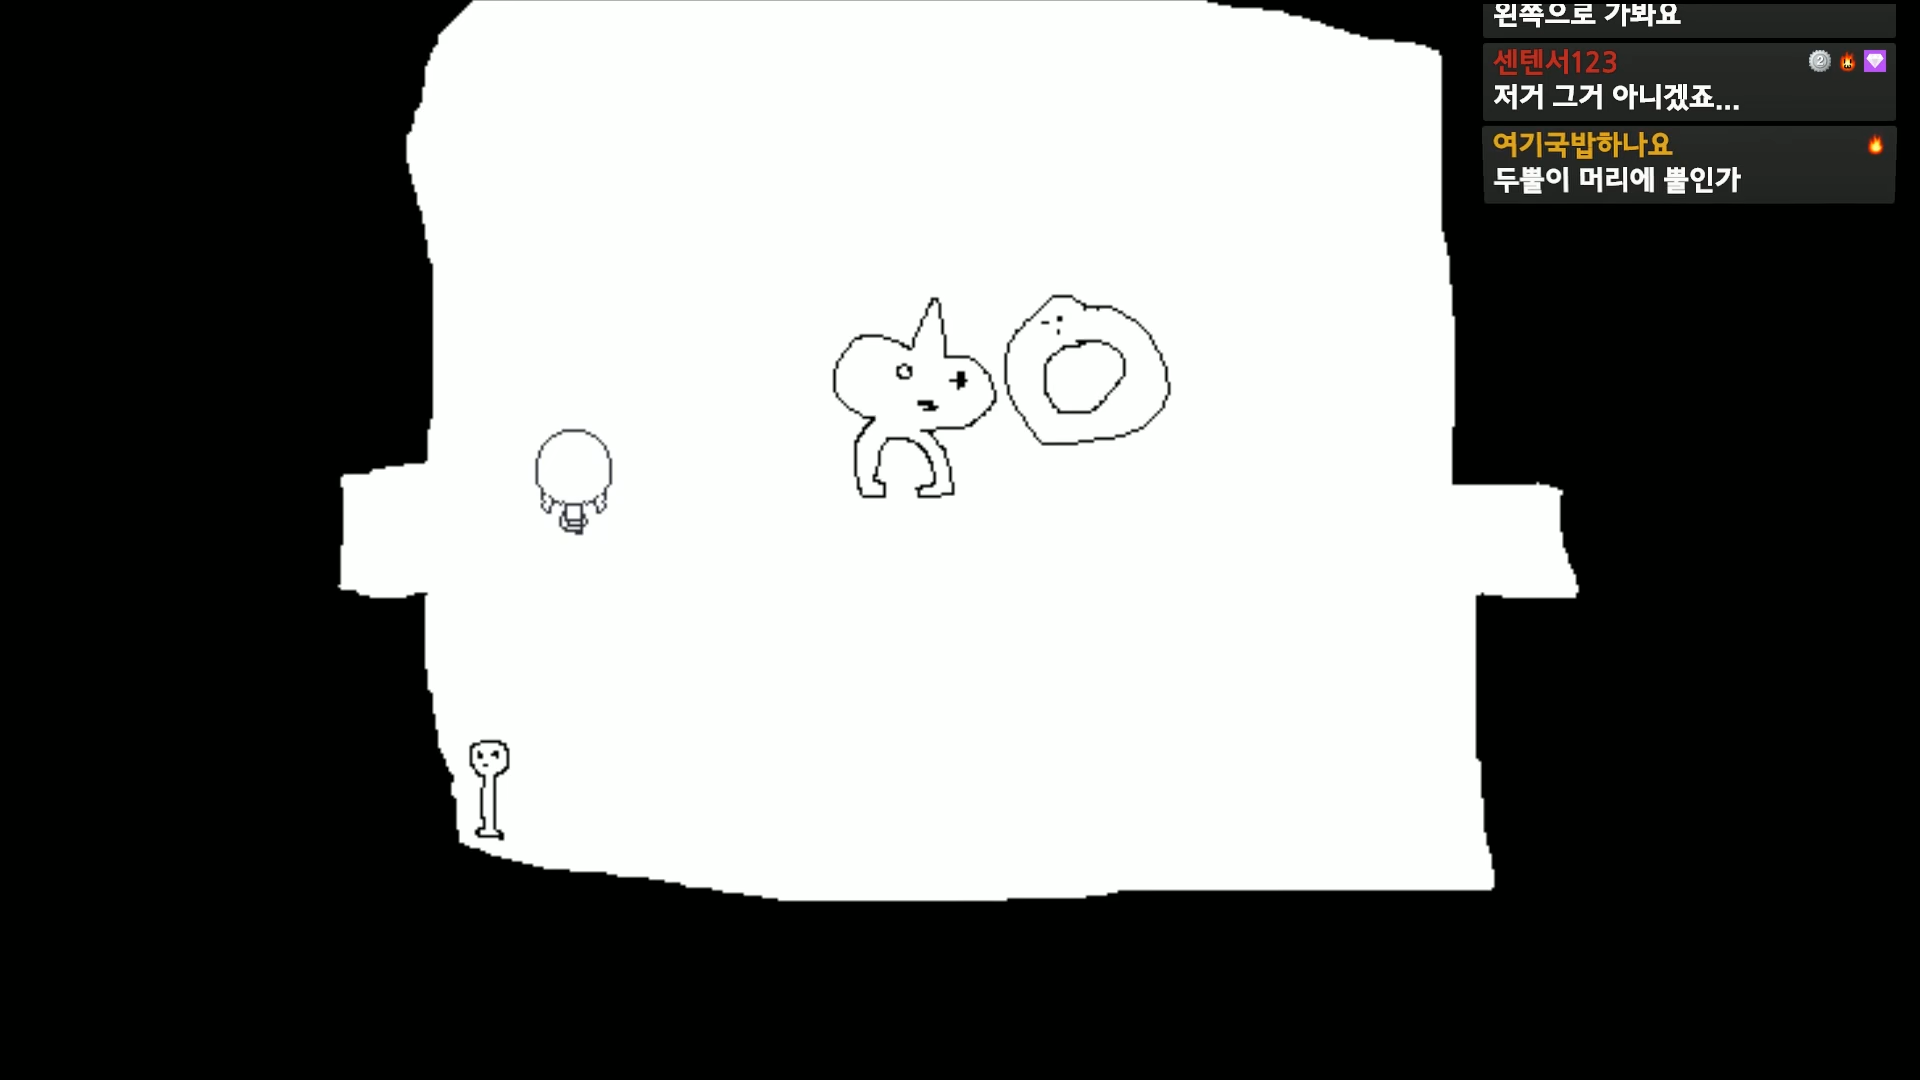 왼쪽으로 가봐요
센텐서123
저거 그거 아니겠죠...
여기국밥하나요
두뿔이 머리에 뿔인가